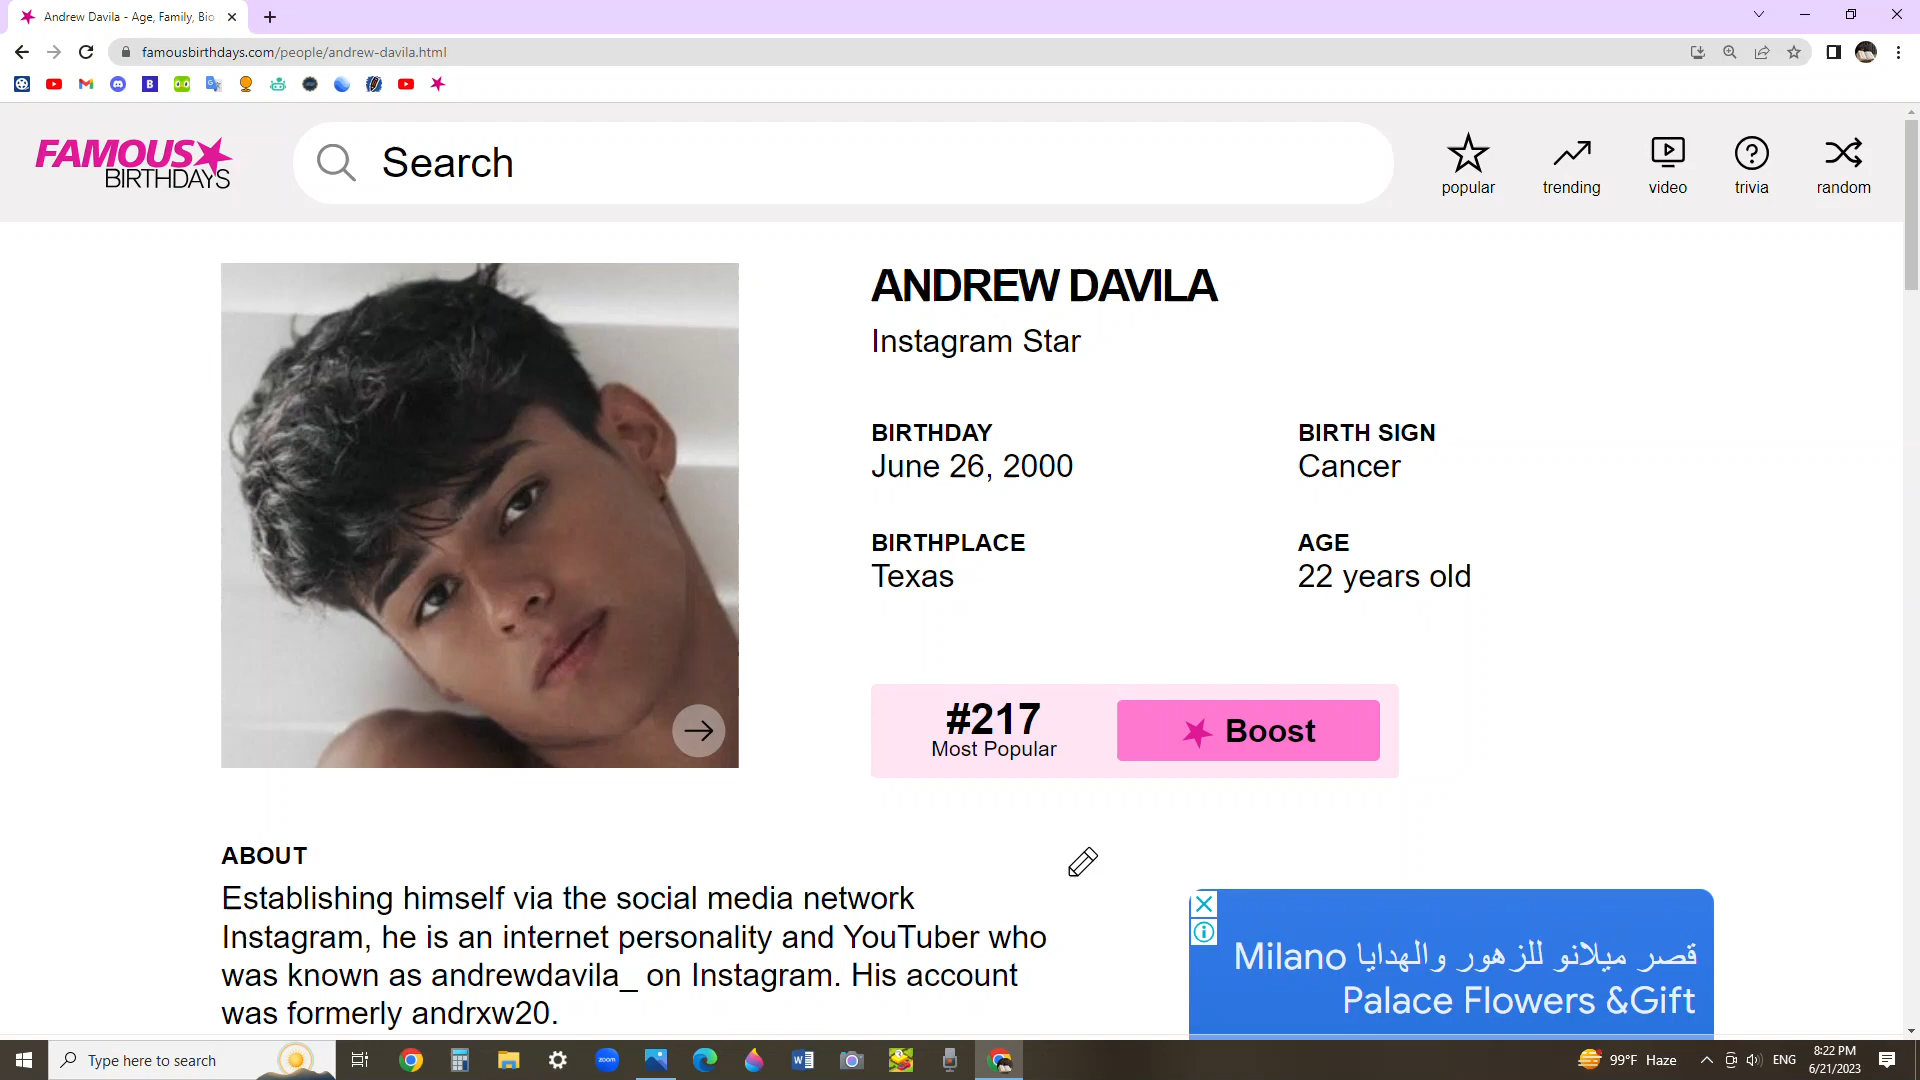 Andrew Davila - Age, Family, Bio
famousbirthdays.com/people/andrew-davila.html
FAMOUS
BIRTHDAYS
Search
popular
trending
video
trivia
random
ANDREW DAVILA
Instagram Star
BIRTHDAY
June 26, 2000
BIRTH SIGN
Cancer
BIRTHPLACE
Texas
AGE
22 years old
#217
Most Popular
Boost
ABOUT
Establishing himself via the social media network
Instagram, he is an internet personality and YouTuber who
was known as andrewdavila_ on Instagram. His account
was formerly andrxw20.
قصر ميلانو للزهور والهدايا Milano
Palace Flowers &Gift
Type here to search
99°F Haze
ENG
8:22 PM
6/21/2023